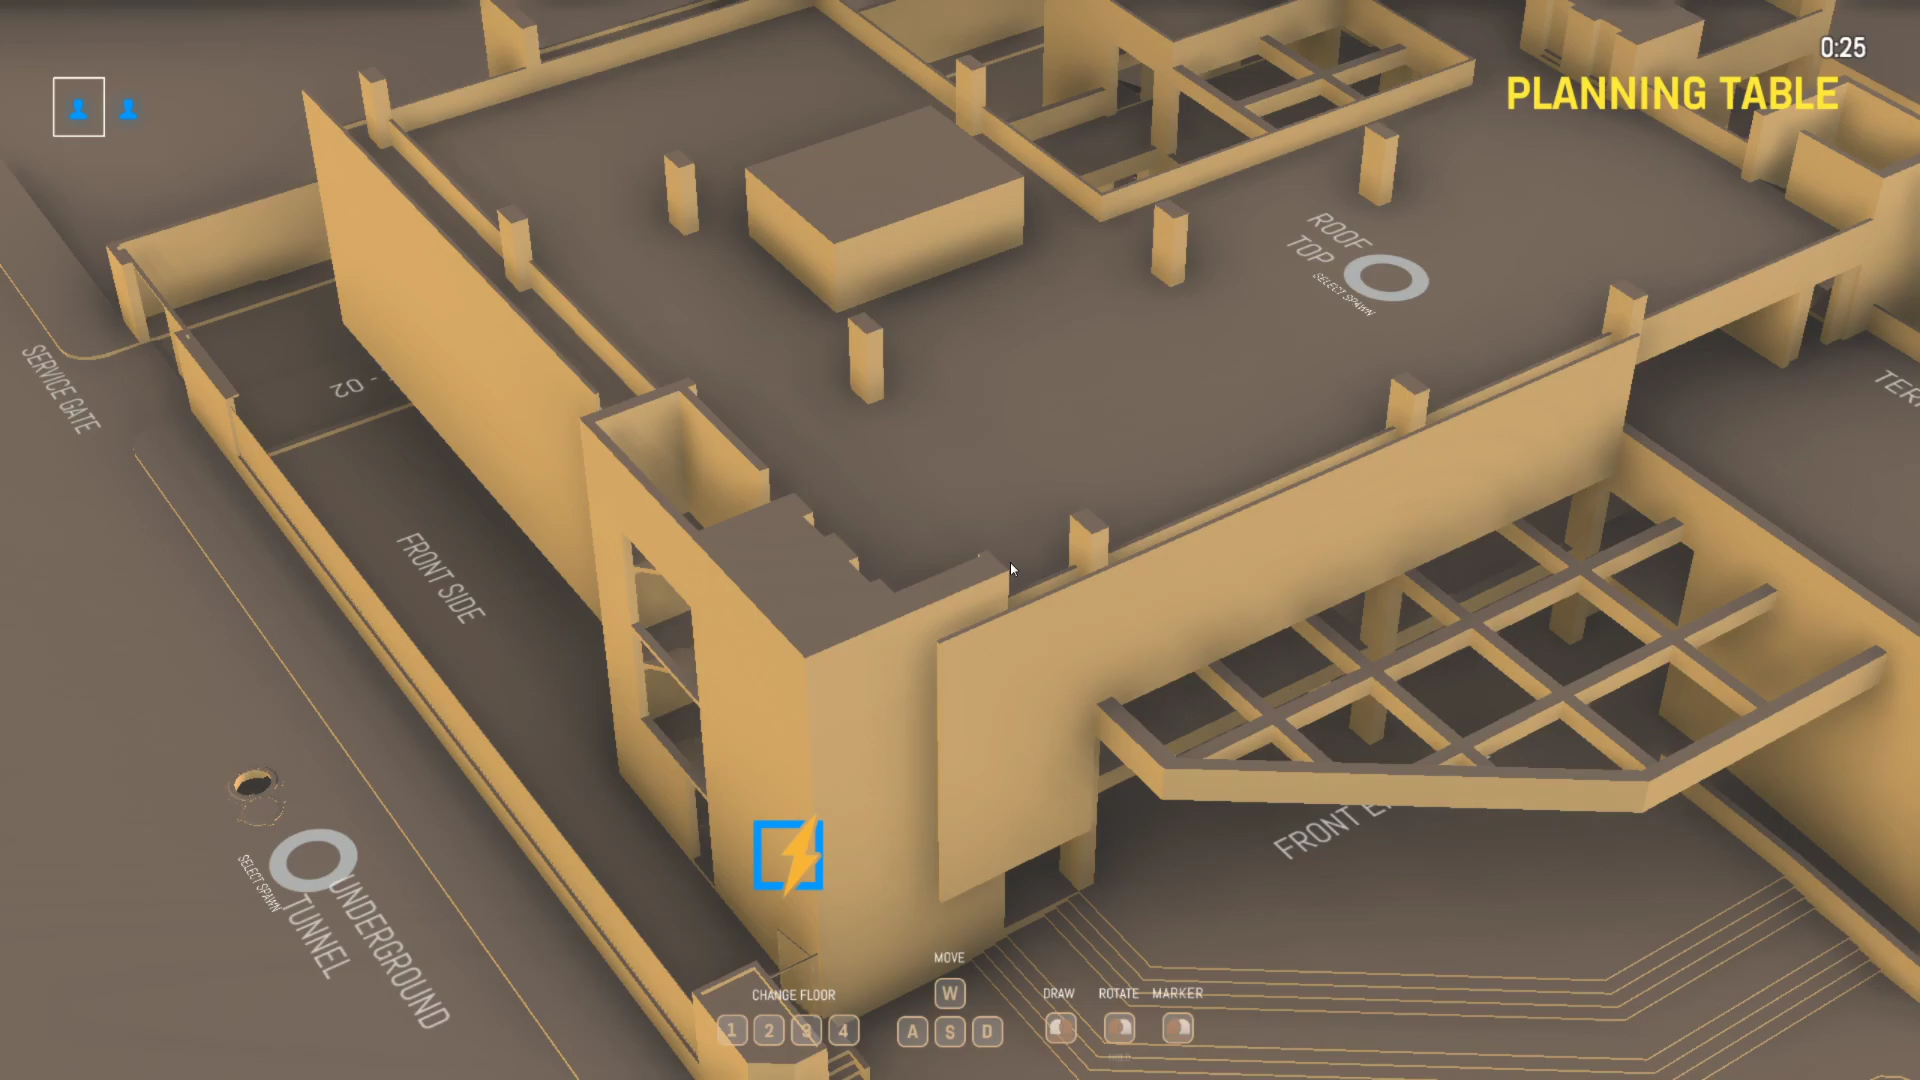 0:25
PLANNING TABLE
ROOF
TOP
SELECT SPAWN
SERVICE GATE
FRONT SIDE
FRONT
SELECT SPAWN
UNDERGROUND
TUNNEL
MOVE
CHANGE FLOOR
W
DRAW
ROTATE
MARKER
1
2
3
4
A
S
D